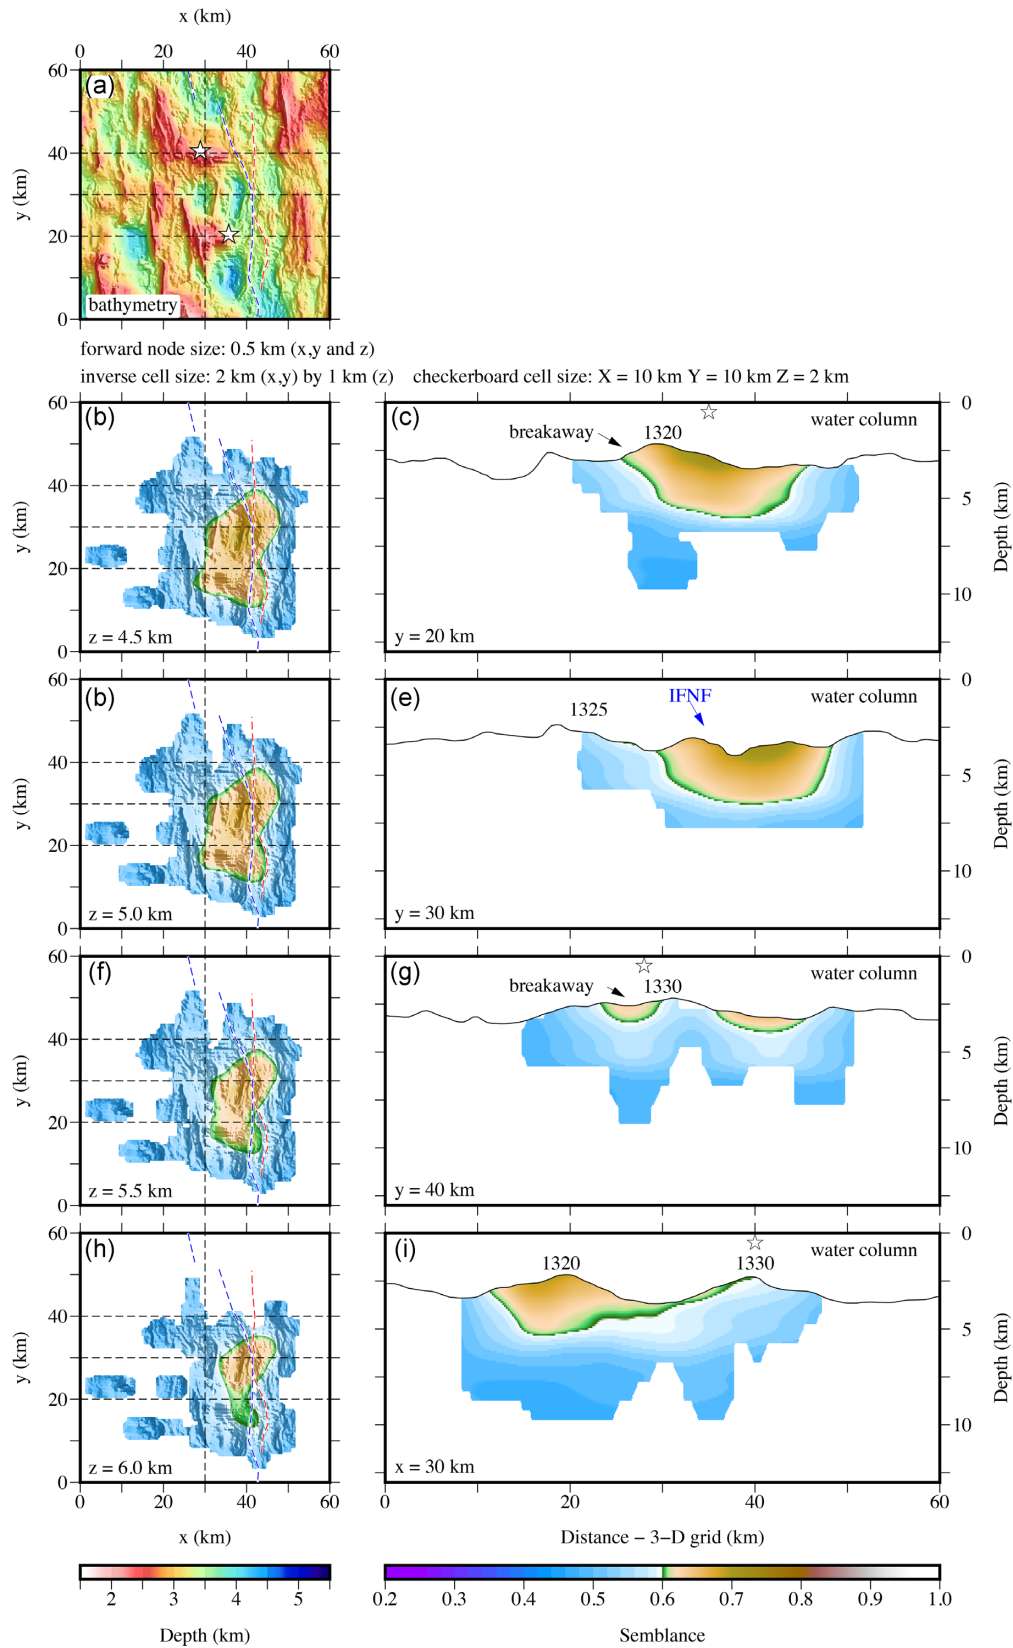 x (km)
0 20 40 60
60
(a)
40
y (km)
20
bathymetry
0
forward node size: 0.5 km (x,y and z)
inverse cell size: 2 km (x,y) by 1 km (z) checkerboard cell size: X = 10 km Y = 10 km Z = 2 km
60
(b)
40
y (km)
20
z = 4.5 km
0
(c)
breakaway
1320
water column
0
5
Depth (km)
10
y = 20 km
60
(b)
40
y (km)
20
z = 5.0 km
0
(e)
IFNF
1325
water column
0
5
Depth (km)
10
y = 30 km
60
(f)
40
y (km)
20
z = 5.5 km
0
(g)
breakaway
1330
water column
0
5
Depth (km)
10
y = 40 km
60
(h)
40
y (km)
20
z = 6.0 km
0
0 20 40 60
x (km)
(i)
1320
1330
water column
0
5
Depth (km)
10
x = 30 km
0 20 40 60
Distance − 3−D grid (km)
2 3 4 5
Depth (km)
0.2 0.3 0.4 0.5 0.6 0.7 0.8 0.9 1.0
Semblance